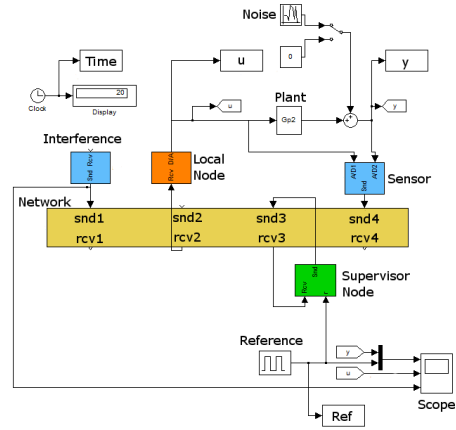 Noise
Time
u
0
y
Clock
20
Display
Plant
u
y
Gp2
Interference
Local
Node
Rcv
Snd
Rcv D/A
A/D1
A/D2
Snd
Sensor
Network
snd1
snd2
snd3
snd4
rcv1
rcv2
rcv3
rcv4
Snd
Rcv
r
Supervisor
Node
Reference
y
u
Scope
Ref